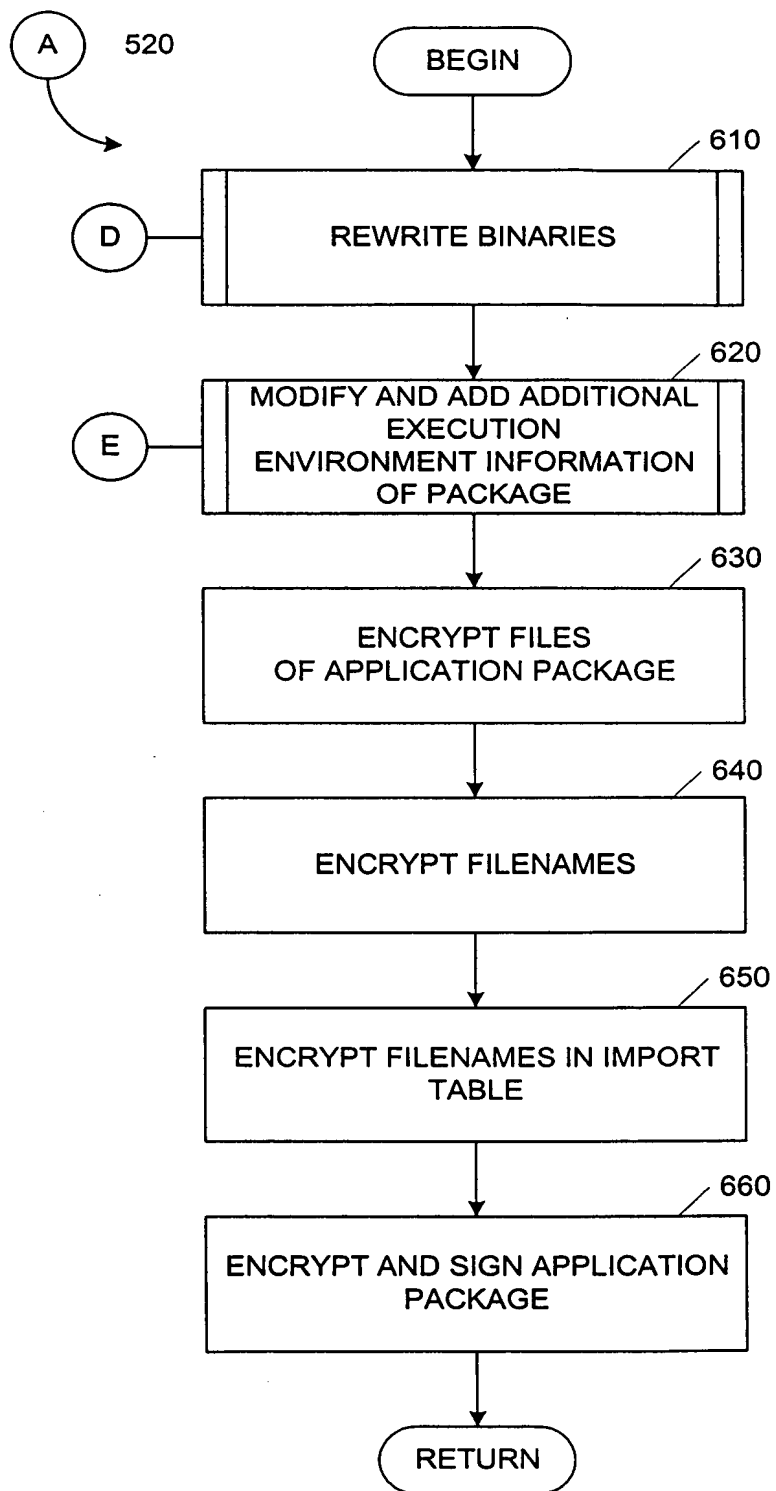 A
520
BEGIN
610
D
REWRITE BINARIES
620
E
MODIFY AND ADD ADDITIONAL
EXECUTION
ENVIRONMENT INFORMATION
OF PACKAGE
630
ENCRYPT FILES
OF APPLICATION PACKAGE
640
ENCRYPT FILENAMES
650
ENCRYPT FILENAMES IN IMPORT
TABLE
660
ENCRYPT AND SIGN APPLICATION
PACKAGE
RETURN